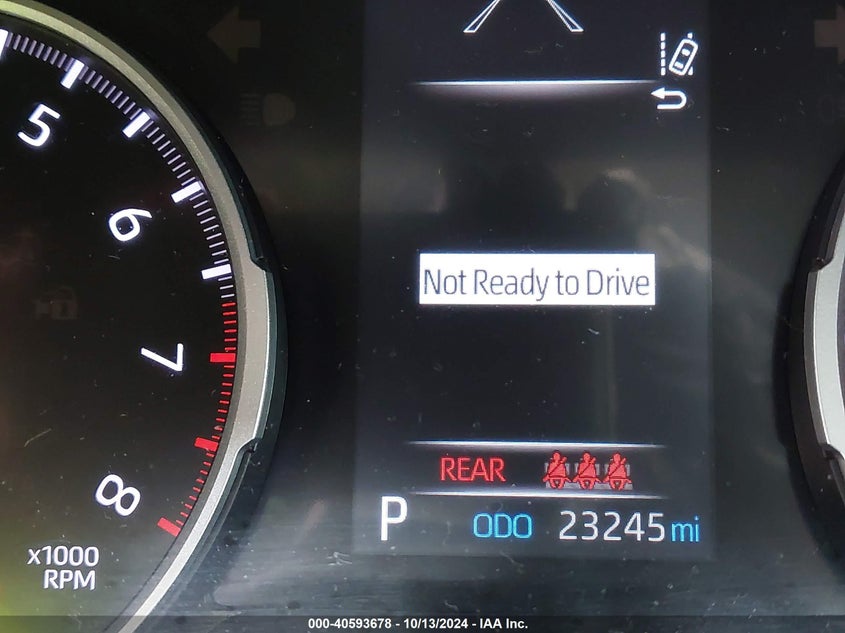 5
6
7
8
x1000
RPM
Not Ready to Drive
REAR
P ODO 23245 mi
000-40593678 - 10/13/2024 - IAA Inc.